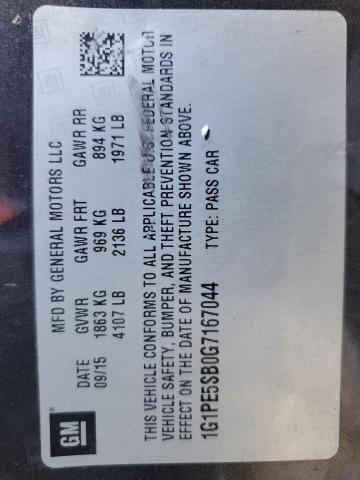 GM
®
MFD BY GENERAL MOTORS LLC
DATE GVWR GAWR FRT GAWR RR
09/15 1863 KG 969 KG 894 KG
4107 LB 2136 LB 1971 LB
THIS VEHICLE CONFORMS TO ALL APPLICABLE U.S. FEDERAL MOTOR
VEHICLE SAFETY, BUMPER, AND THEFT PREVENTION STANDARDS IN
EFFECT ON THE DATE OF MANUFACTURE SHOWN ABOVE.
1G1PE5SB0G7167044 TYPE: PASS CAR